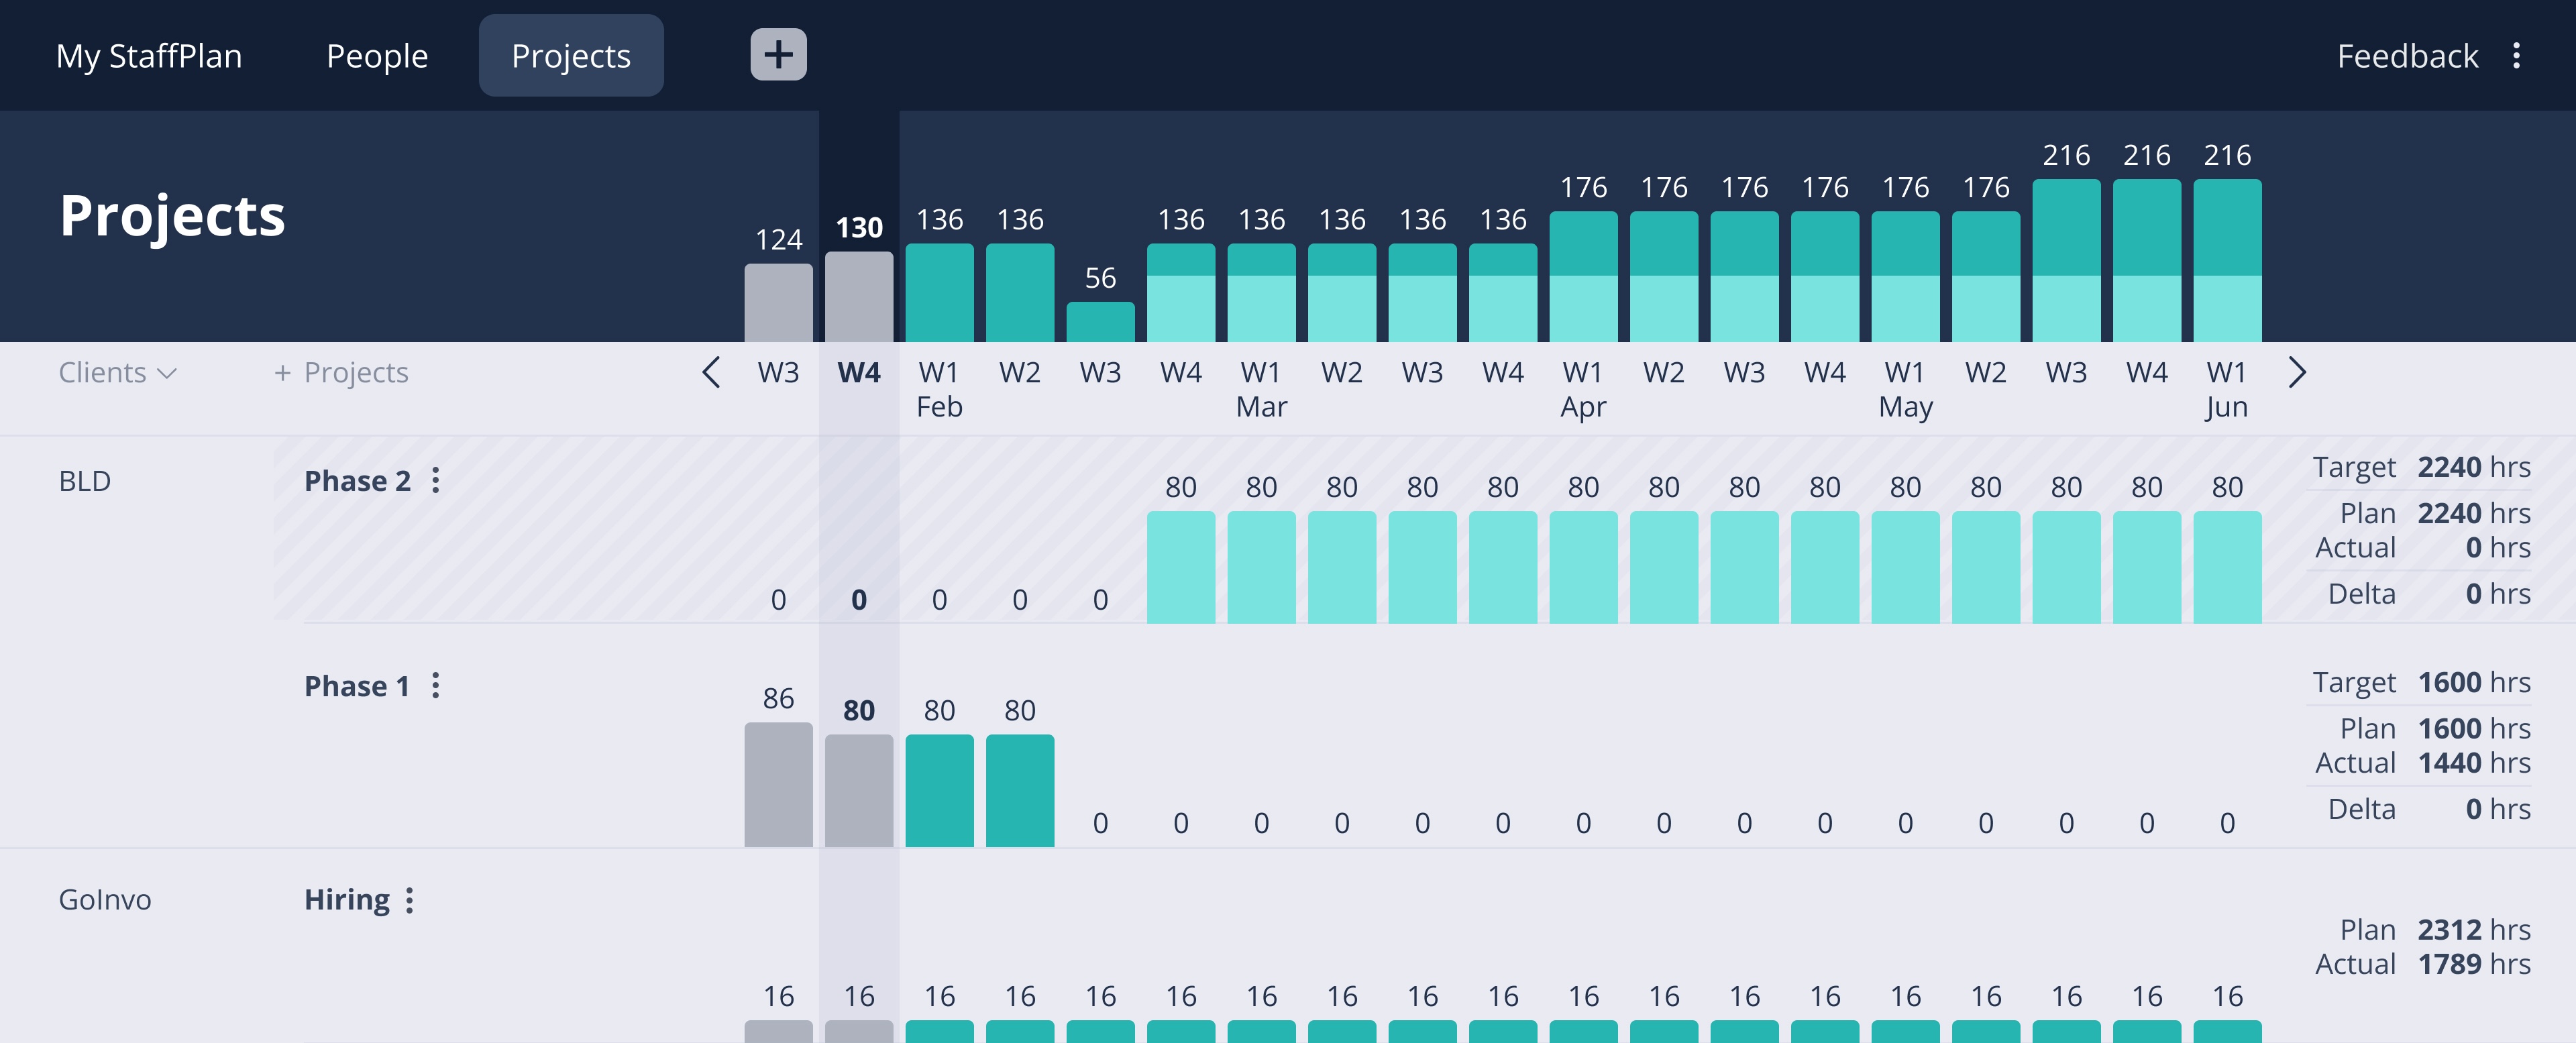 My StaffPlan People Projects + Feedback
Projects
124 130 136 136 56 136 136 136 136 136 176 176 176 176 176 176 216 216 216
Clients + Projects W3 W4 W1 W2 W3 W4 W1 W2 W3 W4 W1 W2 W3 W4 W1 W2 W3 W4 W1
Feb Mar Apr May Jun
BLD Phase 2
80 80 80 80 80 80 80 80 80 80 80 80 80 80
0 0 0 0 0
Target 2240 hrs
Plan 2240 hrs
Actual 0 hrs
Delta 0 hrs
Phase 1
86 80 80 80
0 0 0 0 0 0 0 0 0 0 0 0 0 0 0
Target 1600 hrs
Plan 1600 hrs
Actual 1440 hrs
Delta 0 hrs
GoInvo Hiring
16 16 16 16 16 16 16 16 16 16 16 16 16 16 16 16 16 16 16
Plan 2312 hrs
Actual 1789 hrs